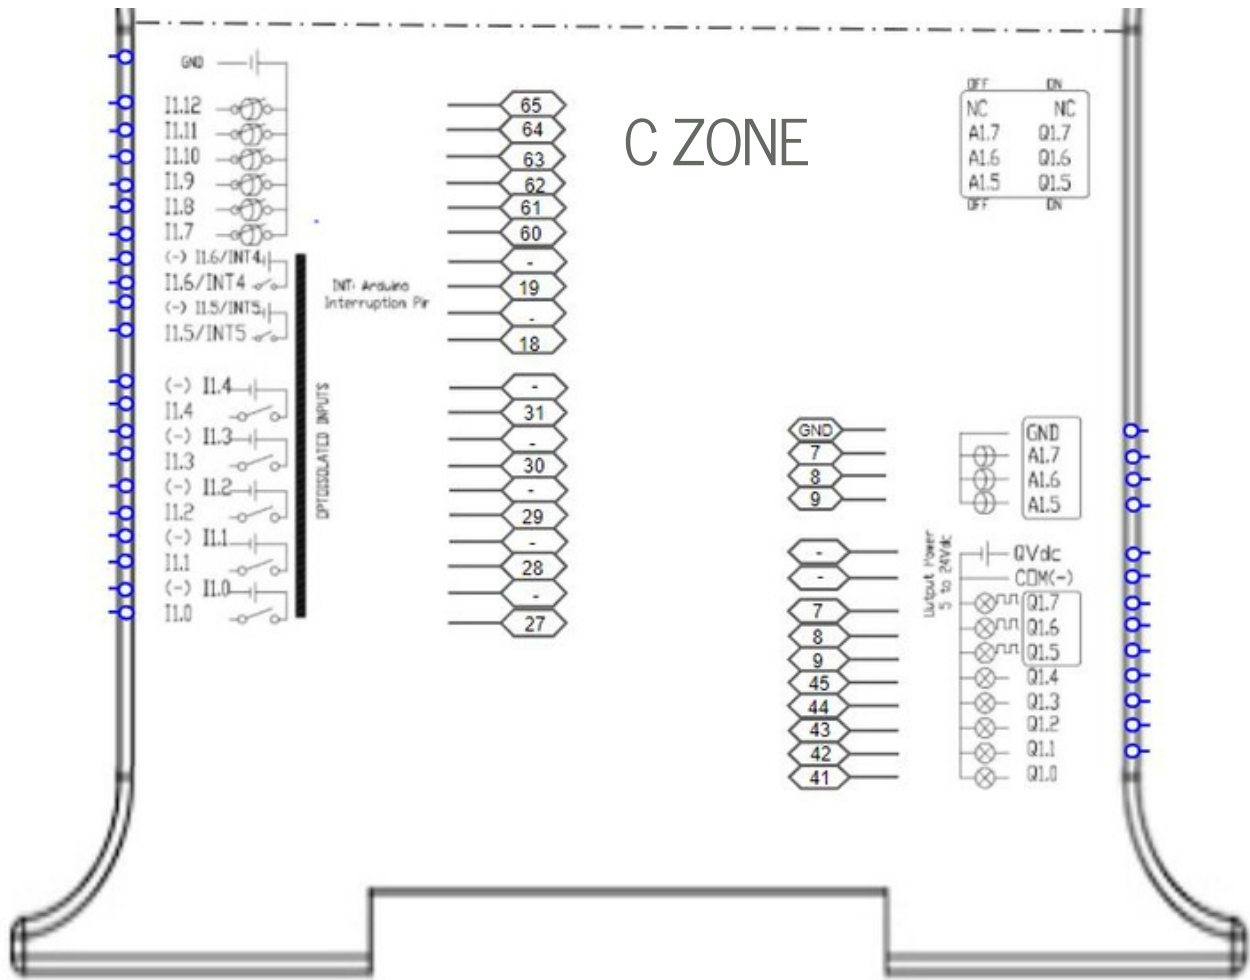 GND
I1.12
I1.11
I1.10
I1.9
I1.8
I1.7
(-) I1.6/INT4
I1.6/INT4
(-) I1.5/INT5
I1.5/INT5
(-) I1.4
I1.4
(-) I1.3
I1.3
(-) I1.2
I1.2
(-) I1.1
I1.1
(-) I1.0
I1.0
OPTOISOLATED INPUTS
INT: Arduino
Interruption Pin
65
64
63
62
61
60
-
19
-
18
-
31
-
30
-
29
-
28
-
27
C ZONE
OFF ON
NC NC
A1.7 Q1.7
A1.6 Q1.6
A1.5 Q1.5
OFF ON
GND
7
8
9
-
-
7
8
9
45
44
43
42
41
GND
A1.7
A1.6
A1.5
Output Power
5 to 24Vdc
QVdc
COM(-)
Q1.7
Q1.6
Q1.5
Q1.4
Q1.3
Q1.2
Q1.1
Q1.0